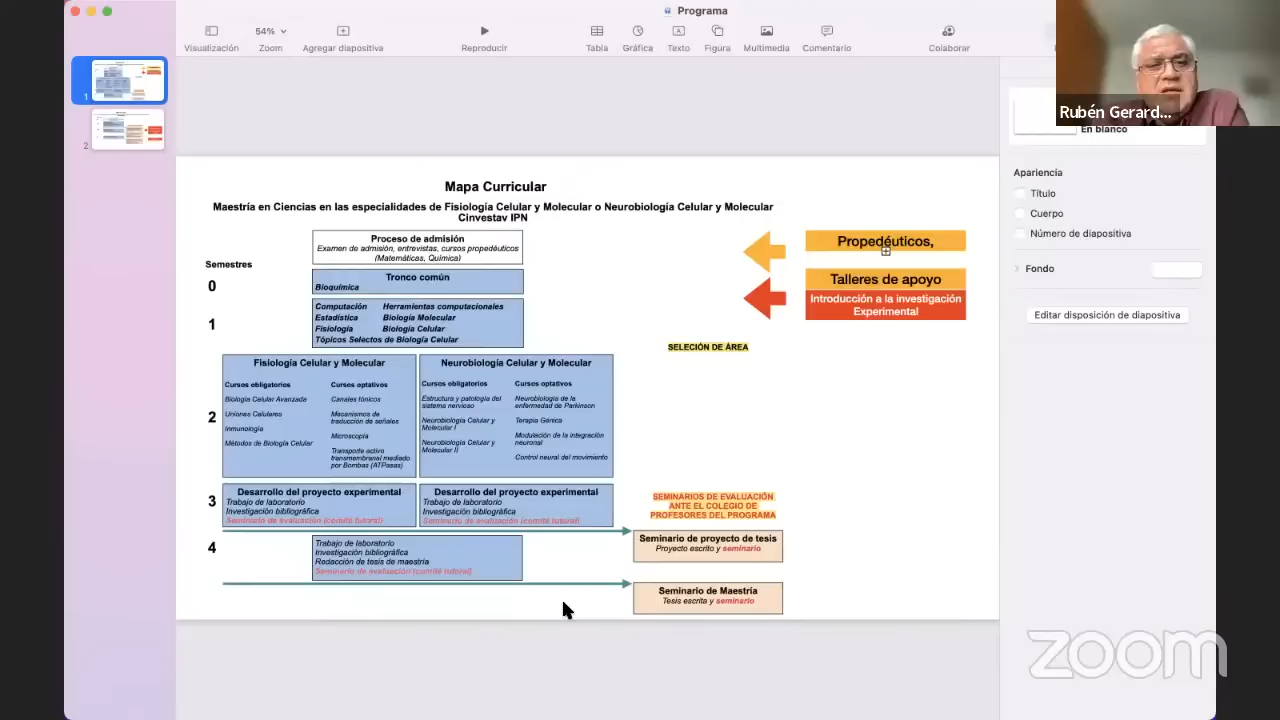 Programa
54%
Visualización
Zoom
Agregar diapositiva
Reproducir
Tabla
Gráfica
Texto
Figura
Multimedia
Comentario
Colaborar
Rubén Gerard...
1
2
En blanco
Apariencia
Título
Cuerpo
Número de diapositiva
Fondo
Editar disposición de diapositiva
Mapa Curricular
Maestría en Ciencias en las especialidades de Fisiología Celular y Molecular o Neurobiología Celular y Molecular
Cinvestav IPN
Proceso de admisión
Examen de admisión, entrevistas, cursos propedéuticos
(Matemáticas, Química)
Semestres
0
Tronco común
Bioquímica
1
Computación Herramientas computacionales
Estadística Biología Molecular
Fisiología Biología Celular
Tópicos Selectos de Biología Celular
Propedéuticos,
Talleres de apoyo
Introducción a la investigación
Experimental
SELECIÓN DE ÁREA
2
Fisiología Celular y Molecular
Cursos obligatorios
Biología Celular Avanzada
Uniones Celulares
Inmunología
Métodos de Biología Celular
Cursos optativos
Canales Iónicos
Mecanismos de
traducción de señales
Microscopía
Transporte activo
transmembranal mediado
por Bombas (ATPasas)
Neurobiología Celular y Molecular
Cursos obligatorios
Estructura y patología del
sistema nervioso
Neurobiología Celular y
Molecular I
Neurobiología Celular y
Molecular II
Cursos optativos
Neurobiología de la
enfermedad de Parkinson
Terapia Génica
Modulación de la integración
neuronal
Control neural del movimiento
3
Desarrollo del proyecto experimental
Trabajo de laboratorio
Investigación bibliográfica
Seminario de evaluación (comité tutoral)
Desarrollo del proyecto experimental
Trabajo de laboratorio
Investigación bibliográfica
Seminario de evaluación (comité tutoral)
SEMINARIOS DE EVALUACIÓN
ANTE EL COLEGIO DE
PROFESORES DEL PROGRAMA
Seminario de proyecto de tesis
Proyecto escrito y seminario
4
Trabajo de laboratorio
Investigación bibliográfica
Redacción de tesis de maestría
Seminario de evaluación (comité tutoral)
Seminario de Maestría
Tesis escrita y seminario
zoom